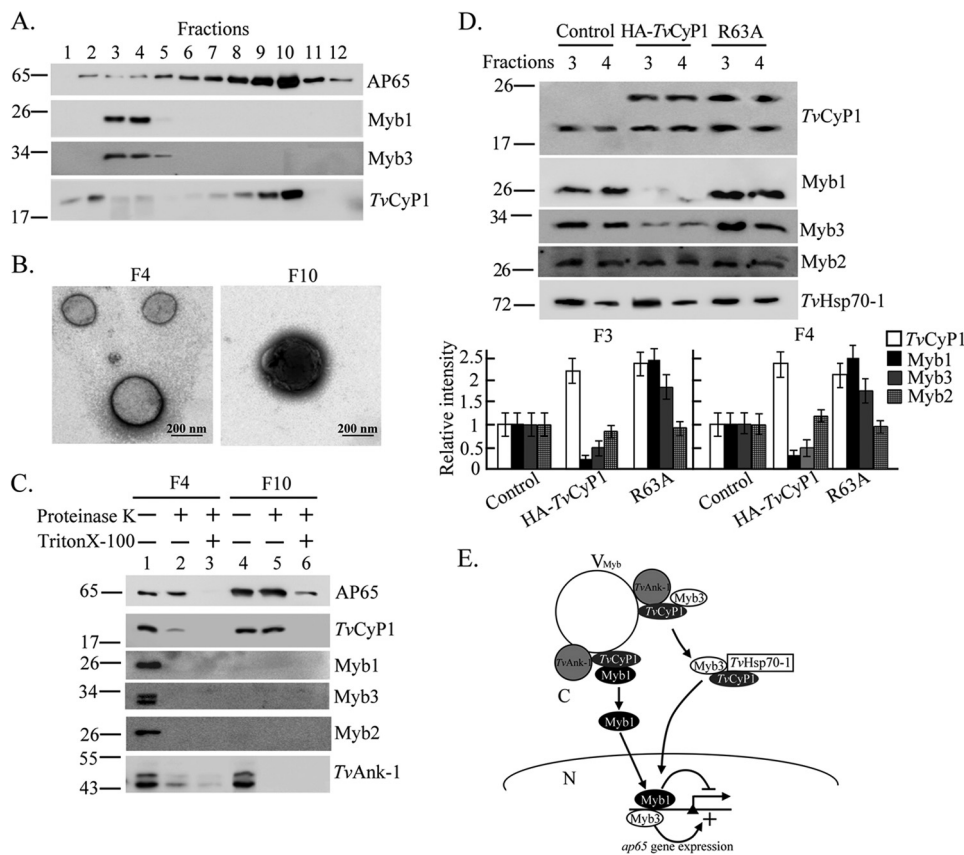 A.
Fractions
1 2 3 4 5 6 7 8 9 10 11 12
65 AP65
26 Myb1
34 Myb3
TvCyP1
17
B.
F4 F10
200 nm 200 nm
C.
F4 F10
Proteinase K — + + — + +
TritonX-100 — — + — — +
1 2 3 4 5 6
65 AP65
TvCyP1
17
26 Myb1
34 Myb3
26 Myb2
55
TvAnk-1
43
D.
Control HA-TvCyP1 R63A
Fractions 3 4 3 4 3 4
26
TvCyP1
17
26 Myb1
34
Myb3
26 Myb2
72 TvHsp70-1
F3 F4
TvCyP1
Myb1
Myb3
Myb2
Relative intensity
2.5
2
1.5
1
0.5
0
Control HA-TvCyP1 R63A Control HA-TvCyP1 R63A
E.
VMyb
TvAnk-1
Myb3
TvCyP1
TvAnk-1
TvCyP1
Myb1
Myb3
TvHsp70-1
TvCyP1
C
Myb1
N
Myb1
Myb3
+
ap65 gene expression